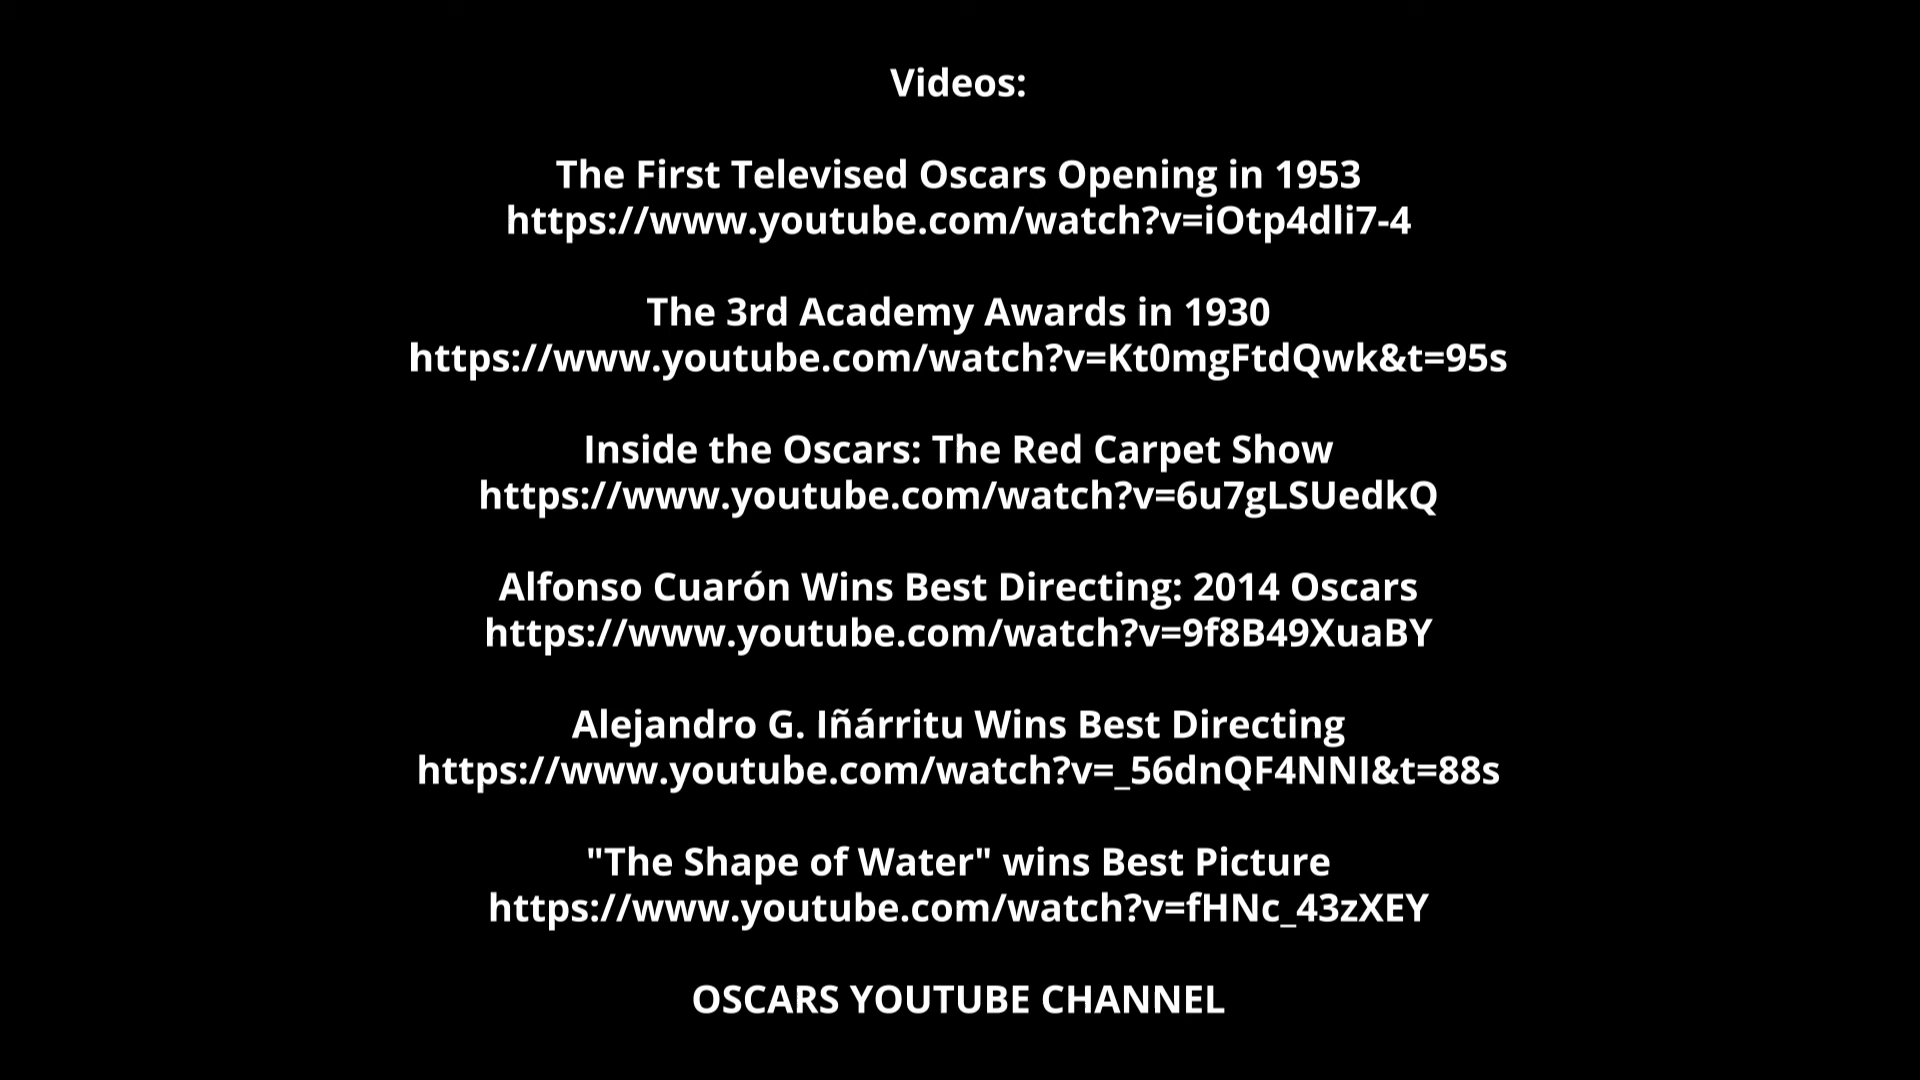 Videos:
The First Televised Oscars Opening in 1953
https://www.youtube.com/watch?v=iOtp4dli7-4
The 3rd Academy Awards in 1930
https://www.youtube.com/watch?v=Kt0mgFtdQwk&t=95s
Inside the Oscars: The Red Carpet Show
https://www.youtube.com/watch?v=6u7gLSUedkQ
Alfonso Cuarón Wins Best Directing: 2014 Oscars
https://www.youtube.com/watch?v=9f8B49XuaBY
Alejandro G. Iñárritu Wins Best Directing
https://www.youtube.com/watch?v=_56dnQF4NNI&t=88s
"The Shape of Water" wins Best Picture
https://www.youtube.com/watch?v=fHNc_43zXEY
OSCARS YOUTUBE CHANNEL